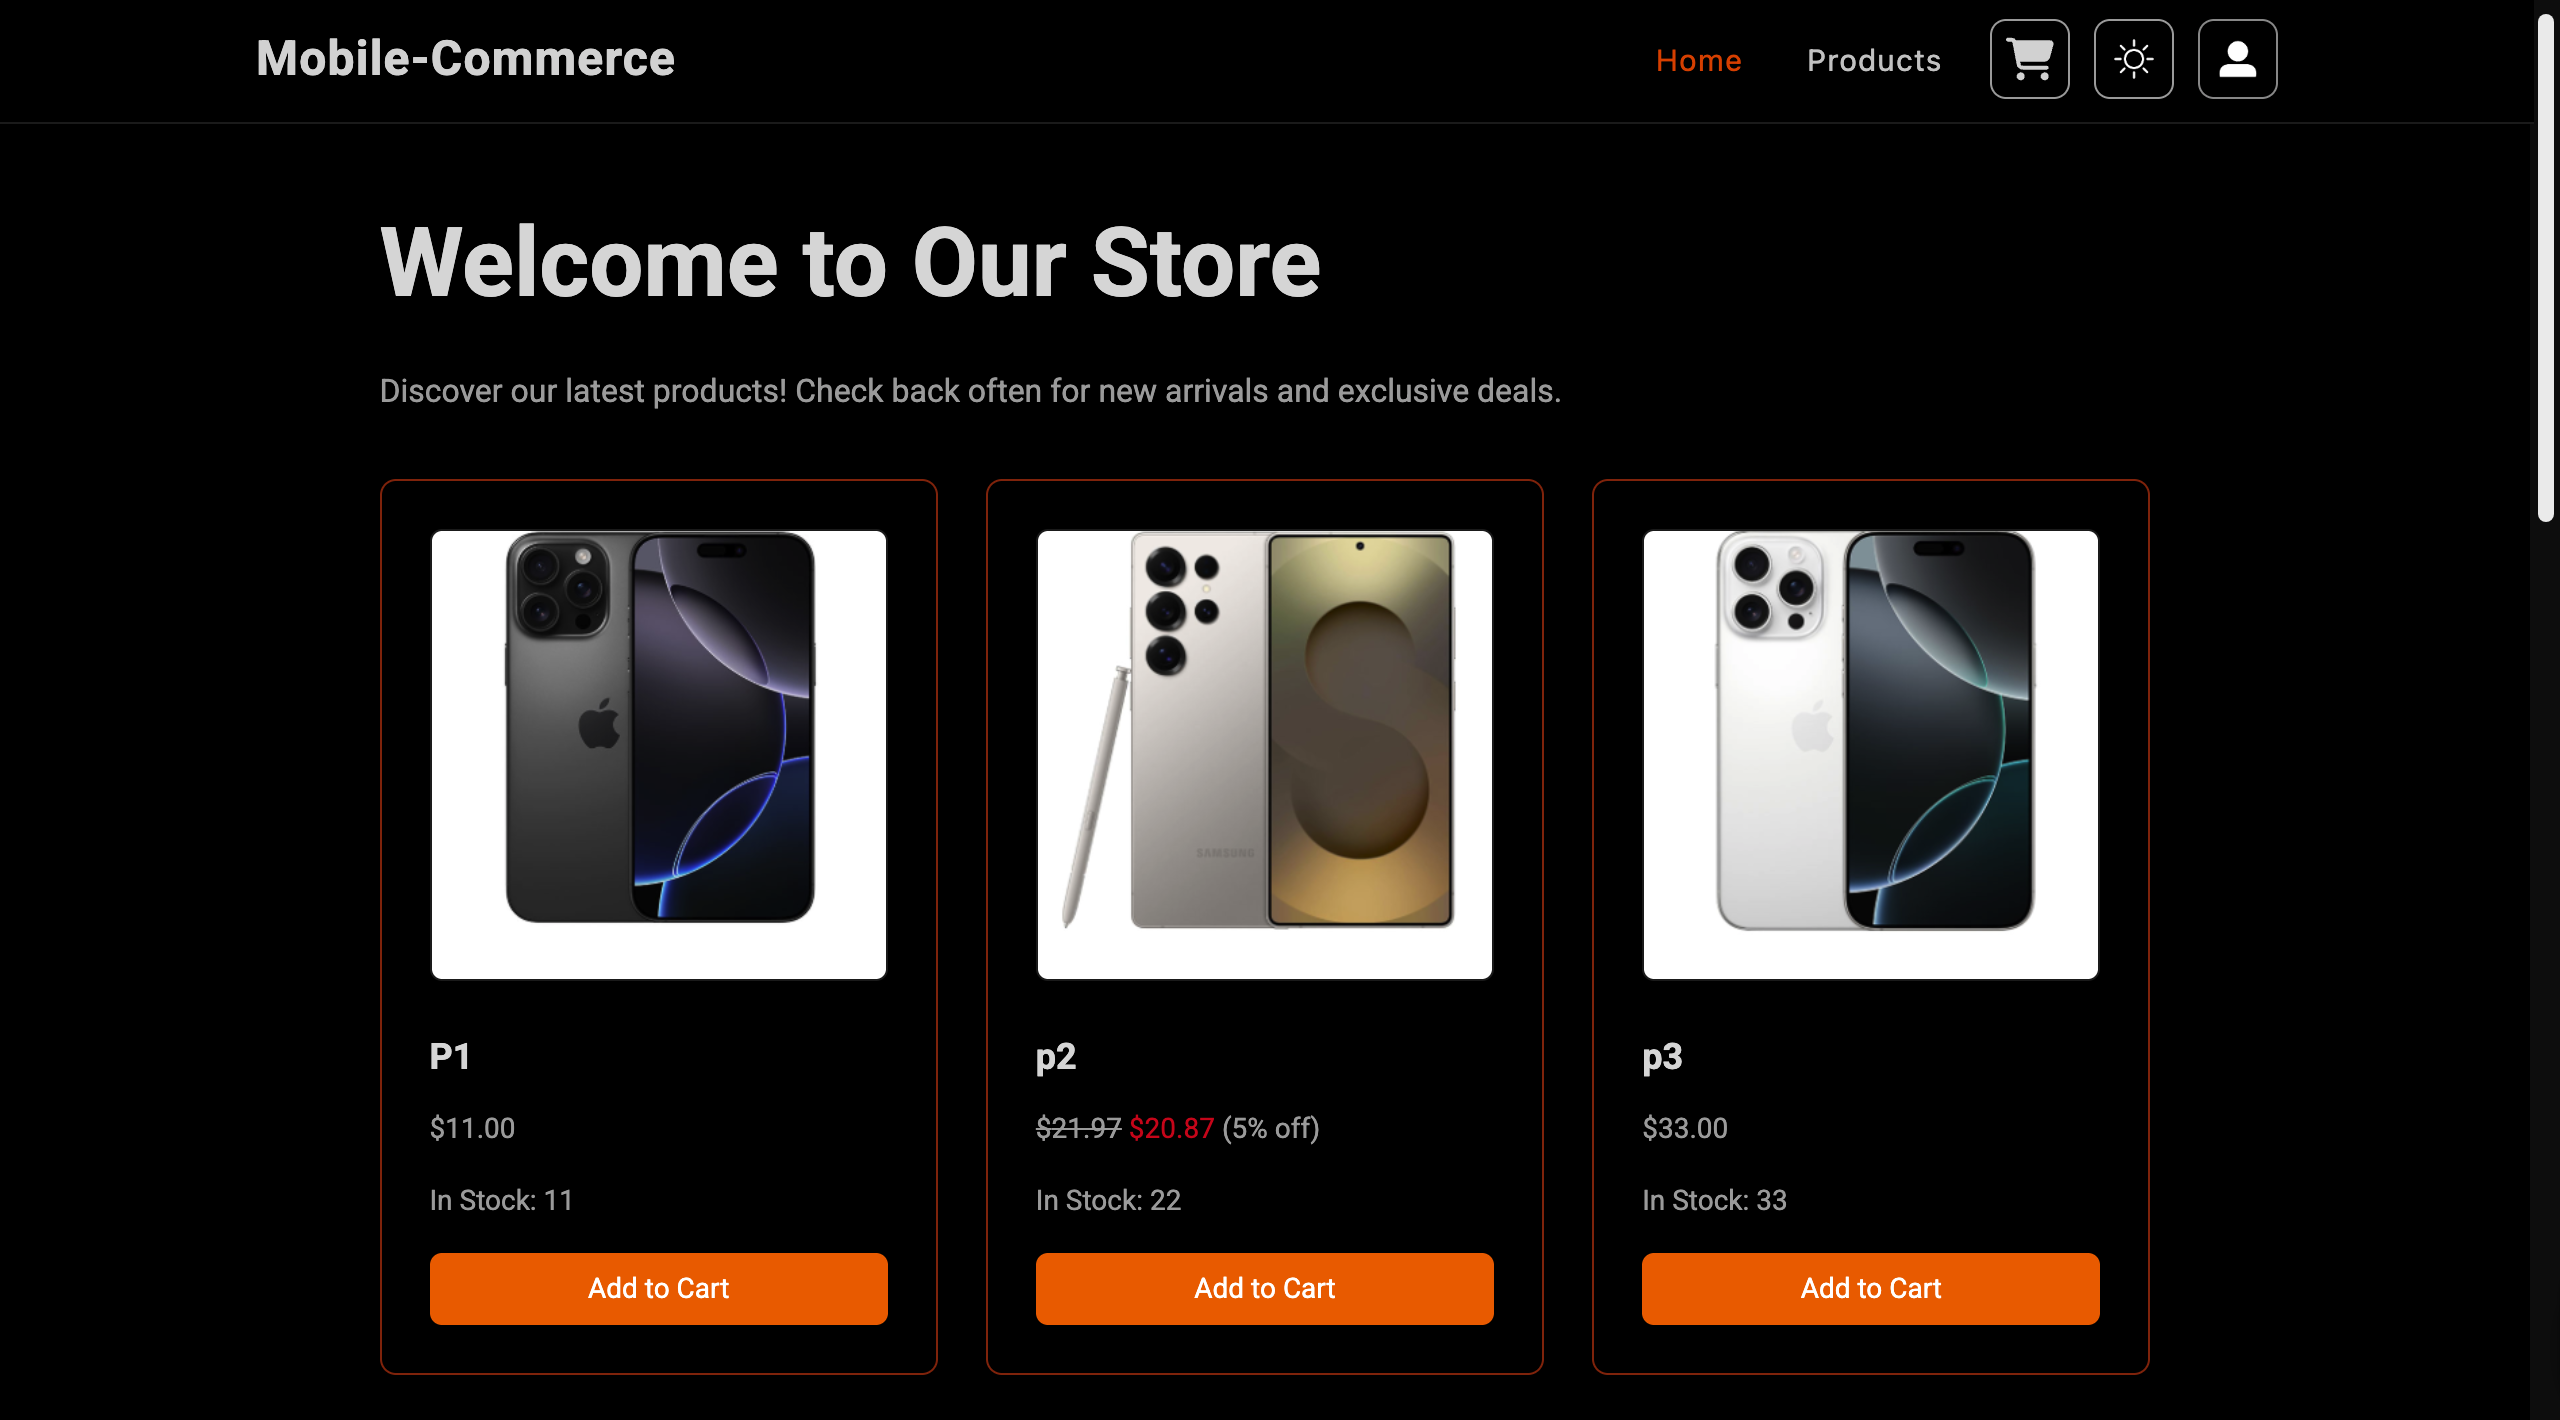 Mobile-Commerce
Home
Products
Welcome to Our Store
Discover our latest products! Check back often for new arrivals and exclusive deals.
SAMSUNG
P1
$11.00
In Stock: 11
Add to Cart
p2
$21.97 $20.87 (5% off)
In Stock: 22
Add to Cart
p3
$33.00
In Stock: 33
Add to Cart